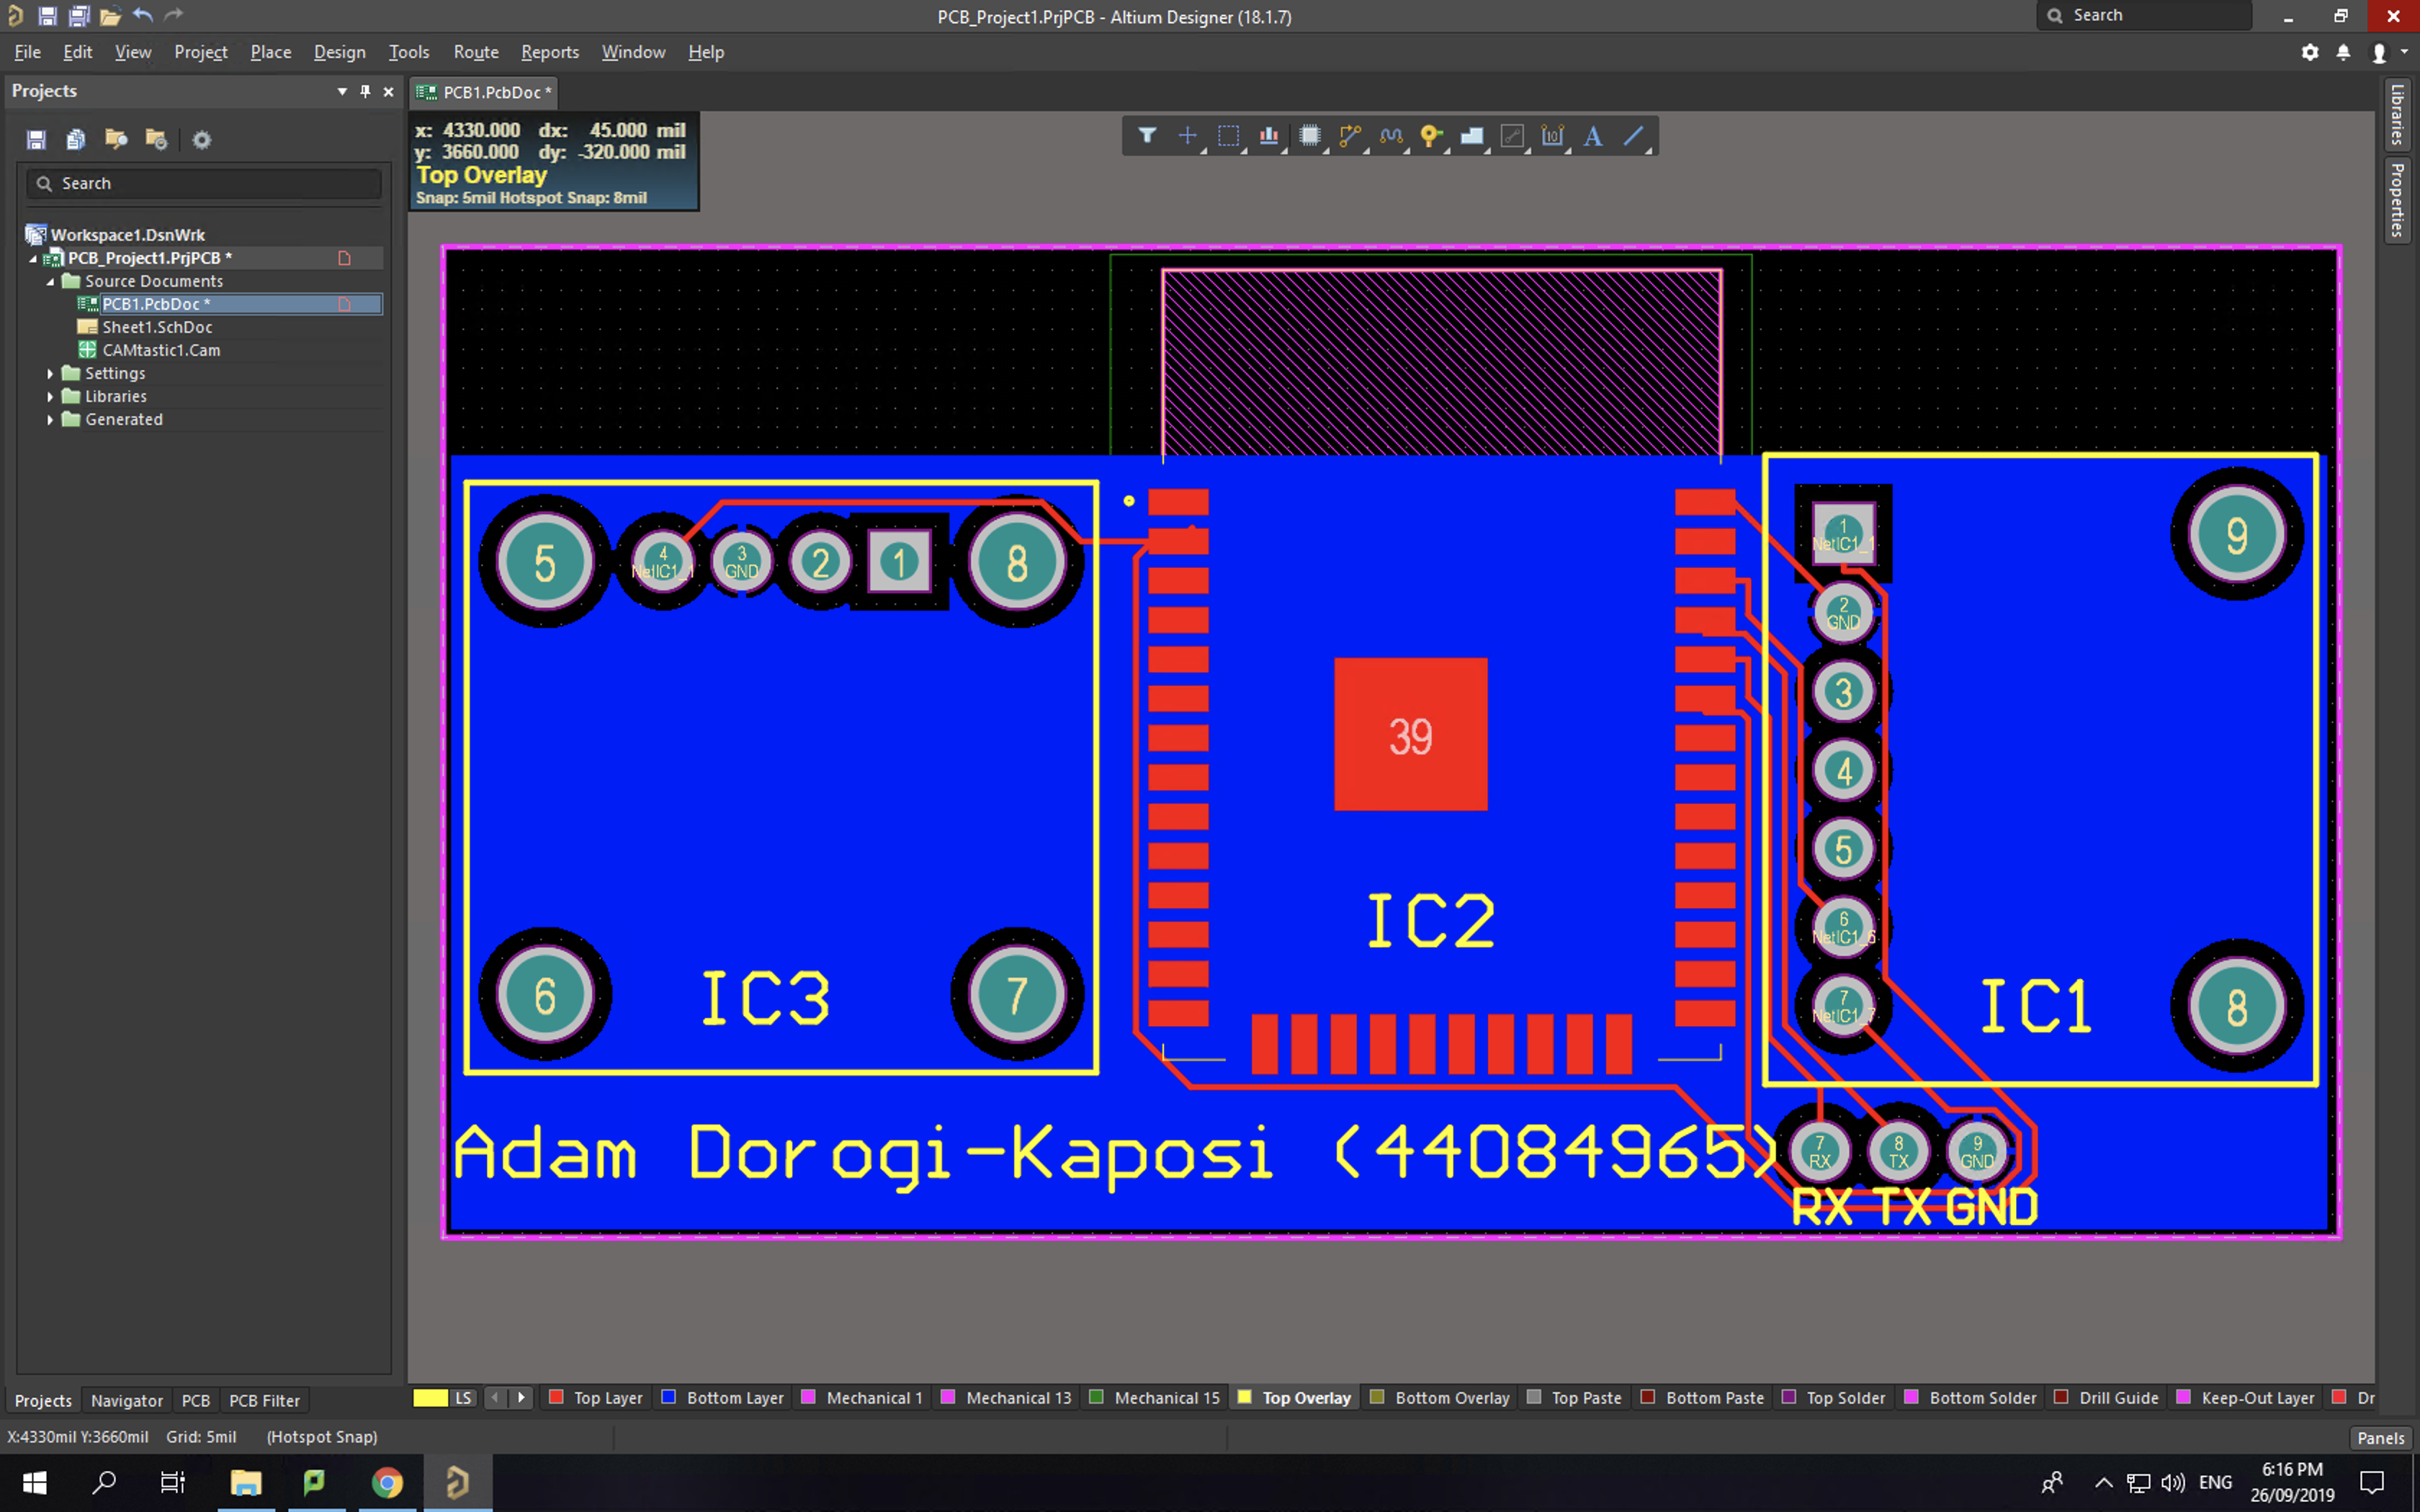 PCB_Project1.PrjPCB - Altium Designer (18.1.7)
Search
File Edit View Project Place Design Tools Route Reports Window Help
Projects
PCB1.PcbDoc *
Libraries
Properties
x: 4330.000 dx: 45.000 mil
y: 3660.000 dy: -320.000 mil
Top Overlay
Snap: 5mil Hotspot Snap: 8mil
Search
Workspace1.DsnWrk
PCB_Project1.PrjPCB *
Source Documents
PCB1.PcbDoc *
Sheet1.SchDoc
CAMtastic1.Cam
Settings
Libraries
Generated
5
4
NetIC1_1
3
GND
2
1
8
6
7
IC3
39
IC2
1
NetIC1_1
2
GND
3
4
5
6
NetIC1_6
7
NetIC1_7
9
8
IC1
Adam Dorogi-Kaposi (44084965)
7
RX
8
TX
9
GND
RX TX GND
Projects Navigator PCB PCB Filter
LS Top Layer Bottom Layer Mechanical 1 Mechanical 13 Mechanical 15 Top Overlay Bottom Overlay Top Paste Bottom Paste Top Solder Bottom Solder Drill Guide Keep-Out Layer Dr
X:4330mil Y:3660mil Grid: 5mil (Hotspot Snap)
Panels
ENG
6:16 PM
26/09/2019